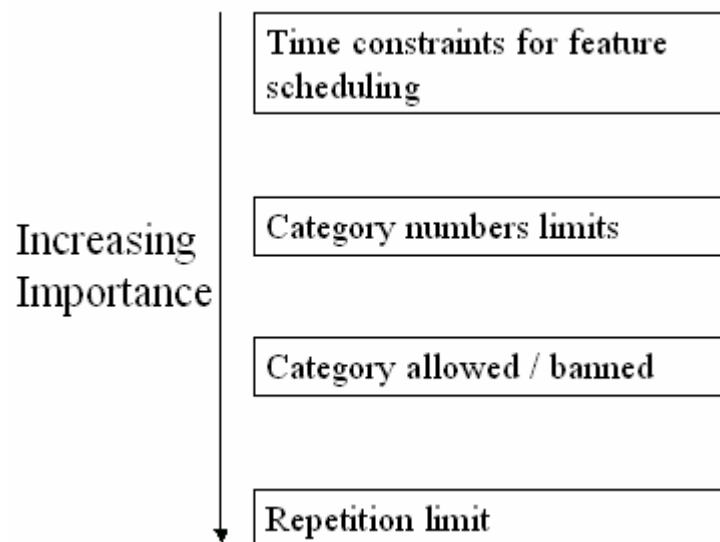 Time constraints for feature
scheduling
Category numbers limits
Increasing
Importance
Category allowed / banned
Repetition limit